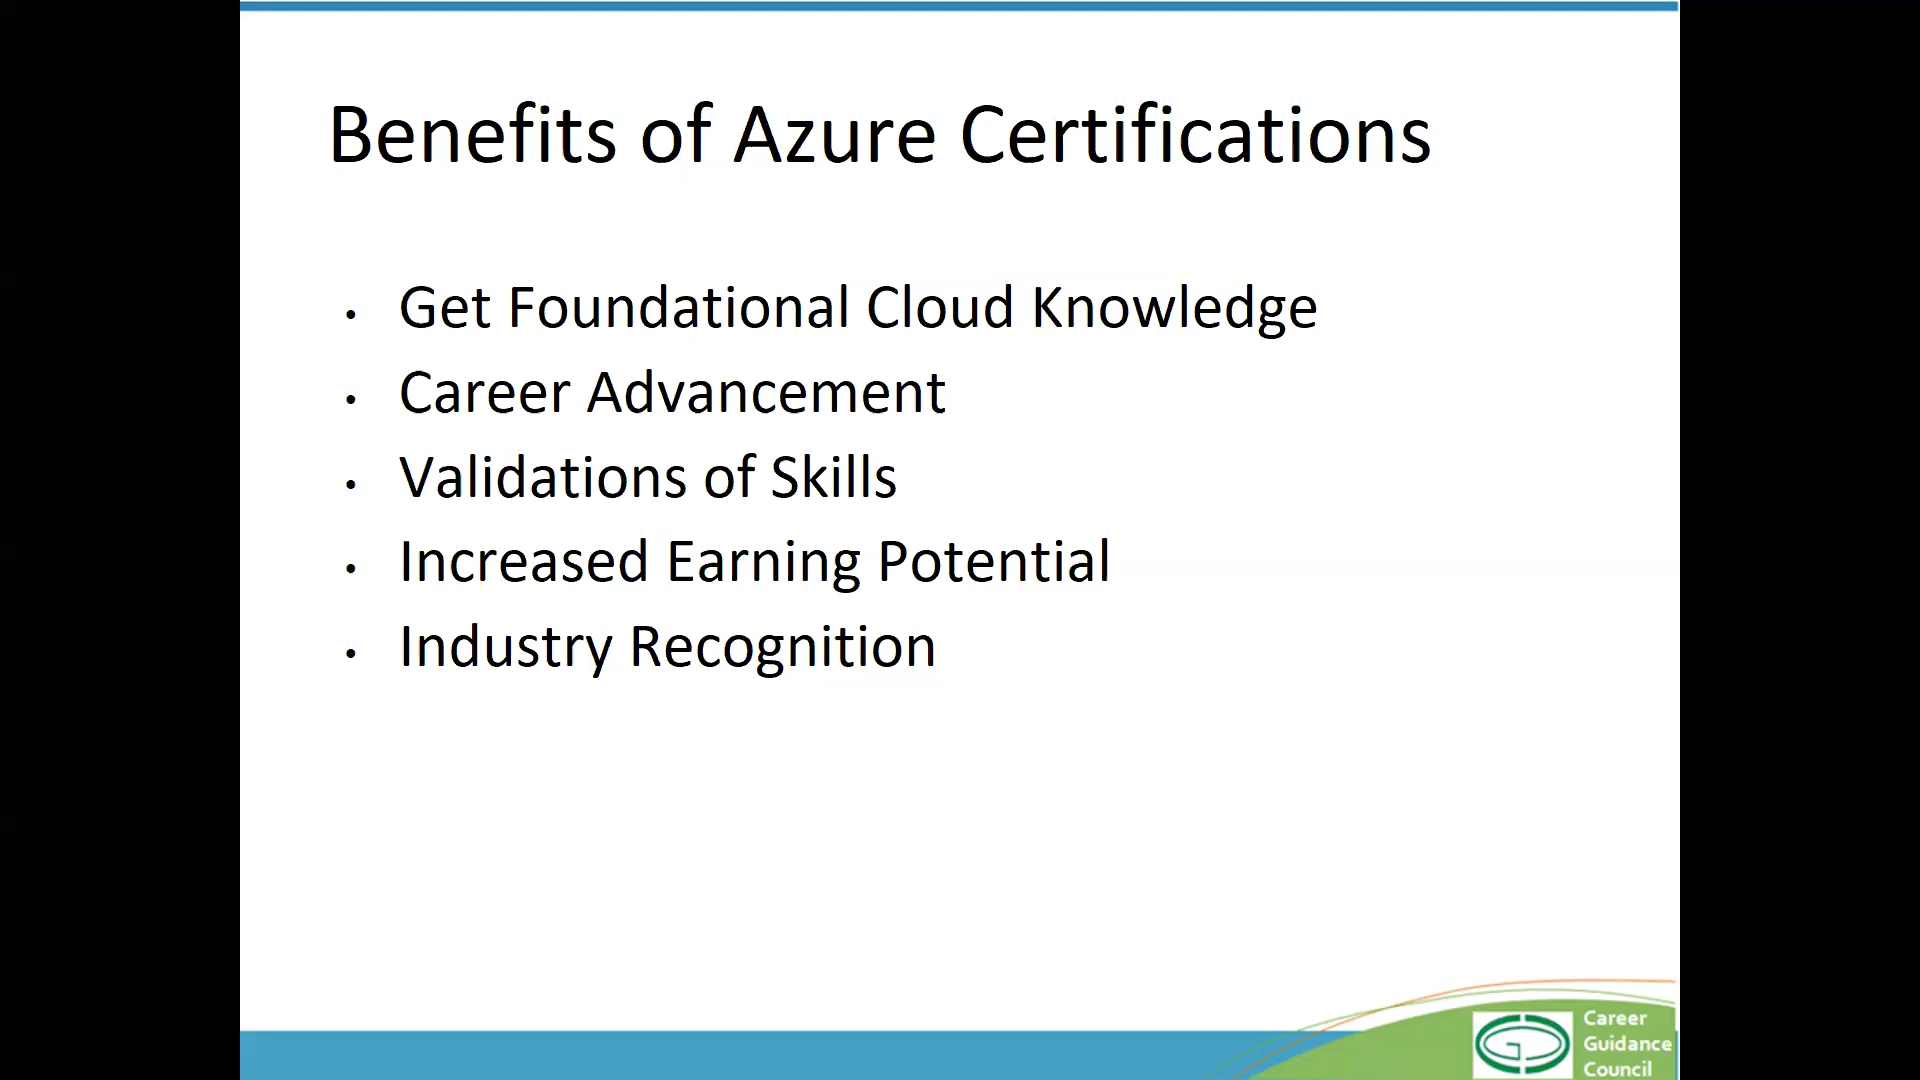 Benefits of Azure Certifications
• Get Foundational Cloud Knowledge
• Career Advancement
• Validations of Skills
• Increased Earning Potential
• Industry Recognition
Career
Guidance
Council